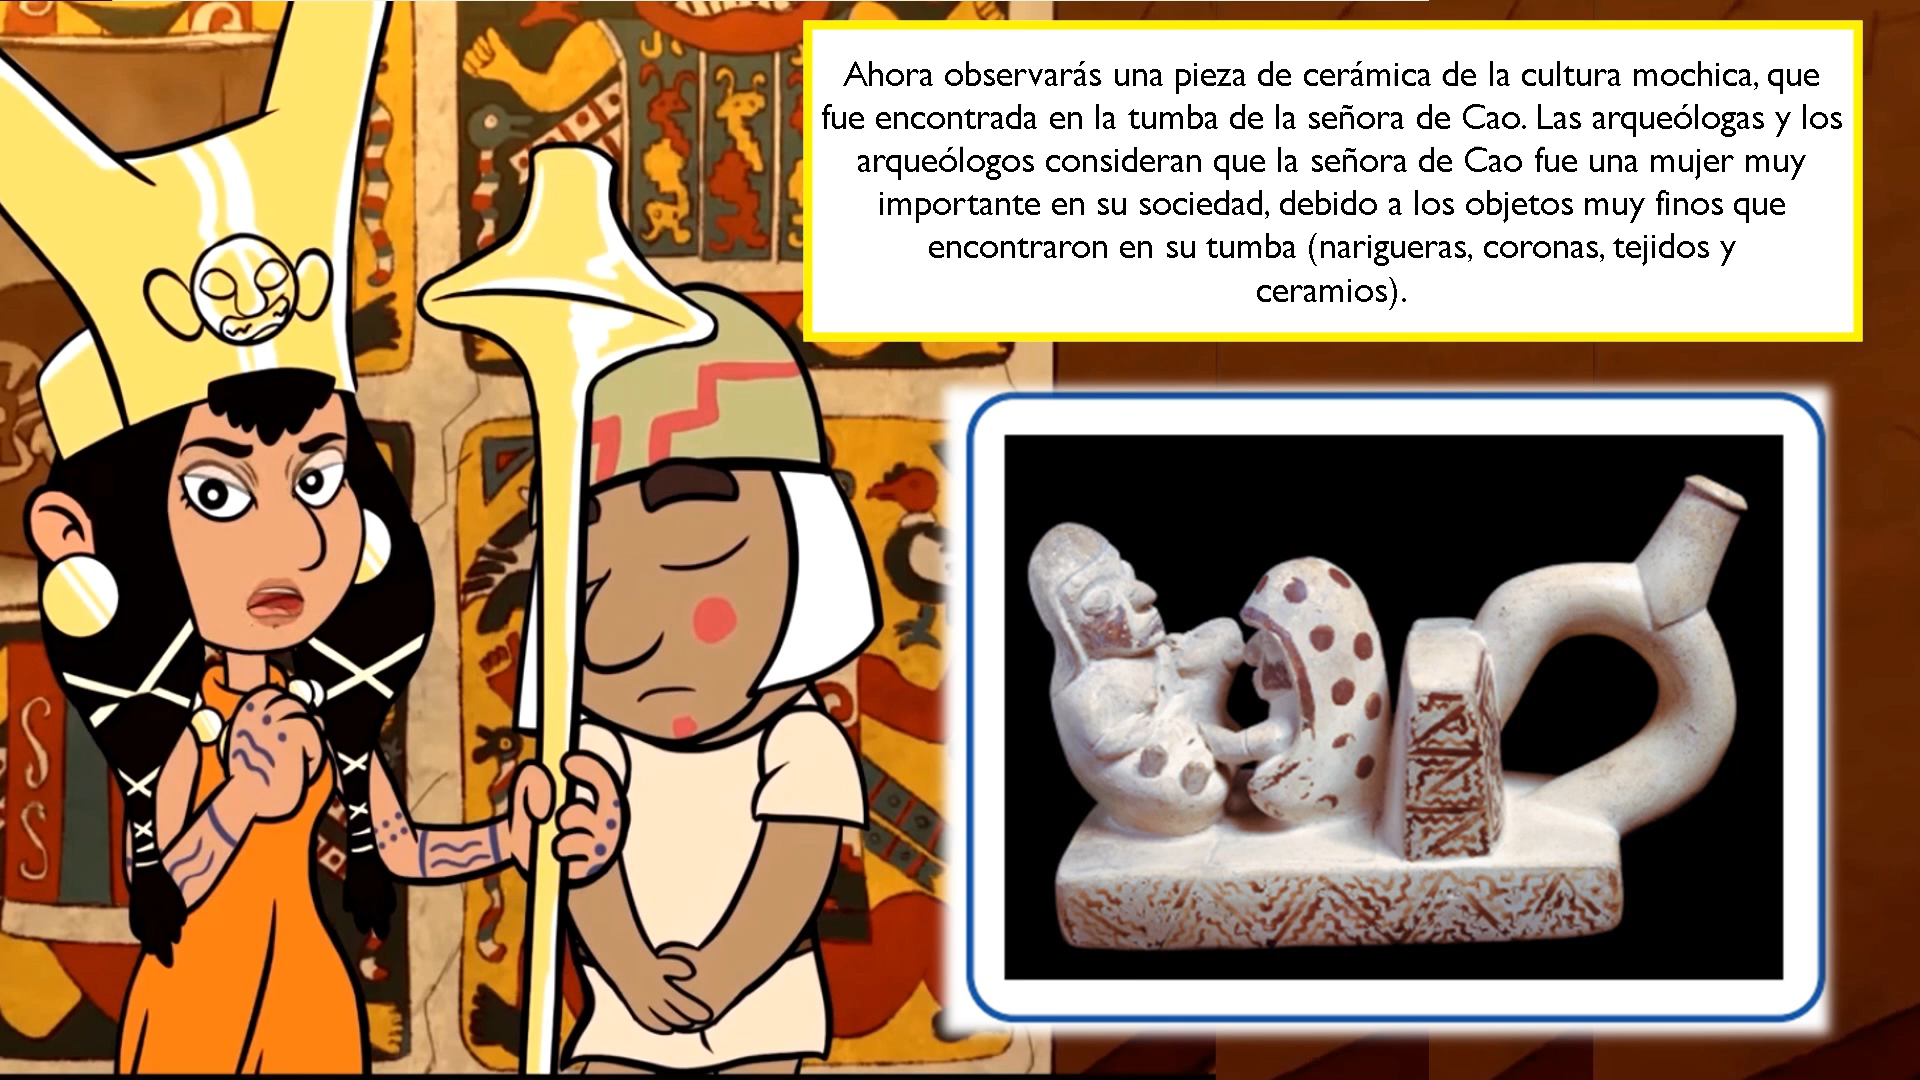 Ahora observarás una pieza de cerámica de la cultura mochica, que
fue encontrada en la tumba de la señora de Cao. Las arqueólogas y los
arqueólogos consideran que la señora de Cao fue una mujer muy
importante en su sociedad, debido a los objetos muy finos que
encontraron en su tumba (narigueras, coronas, tejidos y
ceramios).